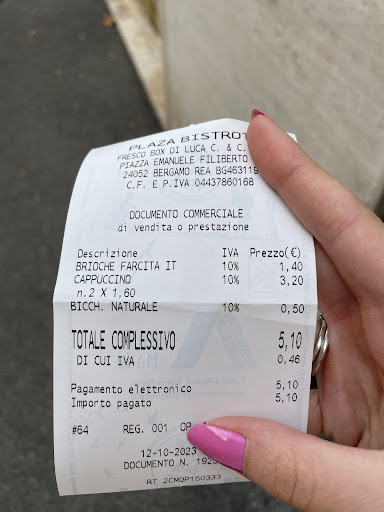 PLAZA BISTROT
FRESCO BOX DI LUCA C. & C.
PIAZZA EMANUELE FILIBERTO
24052 BERGAMO REA BG463119
C.F. E P.IVA 04437860168
DOCUMENTO COMMERCIALE
di vendita o prestazione
Descrizione IVA Prezzo(€)
BRIOCHE FARCITA IT 10% 1,40
CAPPUCCINO 10% 3,20
n.2 X 1,60
BICCH. NATURALE 10% 0,50
TOTALE COMPLESSIVO 5,10
DI CUI IVA 0,46
Pagamento elettronico 5,10
Importo pagato 5,10
#64 REG. 001 OP
12-10-2023
DOCUMENTO N.
RT 2CMQP150333